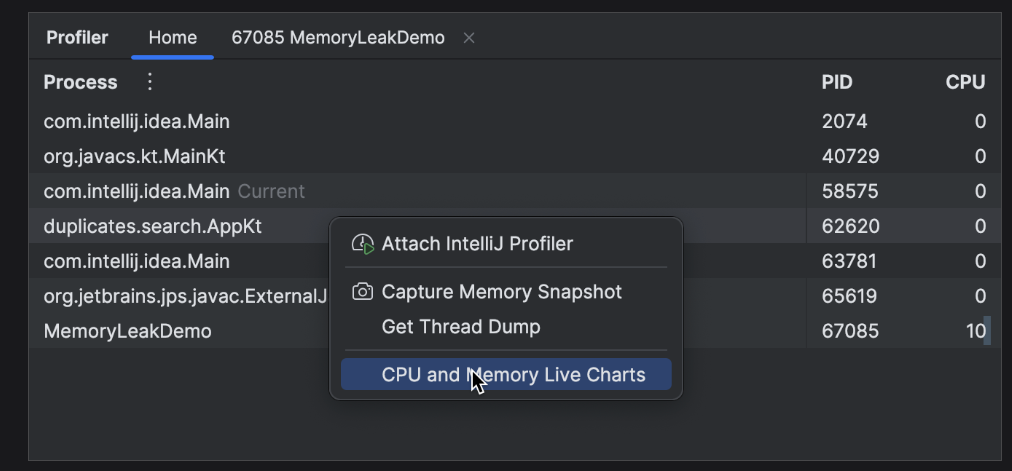 Profiler Home 67085 MemoryLeakDemo
Process PID CPU
com.intellij.idea.Main 2074 0
org.javacs.kt.MainKt 40729 0
com.intellij.idea.Main Current 58575 0
duplicates.search.AppKt 62620 0
com.intellij.idea.Main 63781 0
org.jetbrains.jps.javac.ExternalJ 65619 0
MemoryLeakDemo 67085 10
Attach IntelliJ Profiler
Capture Memory Snapshot
Get Thread Dump
CPU and Memory Live Charts